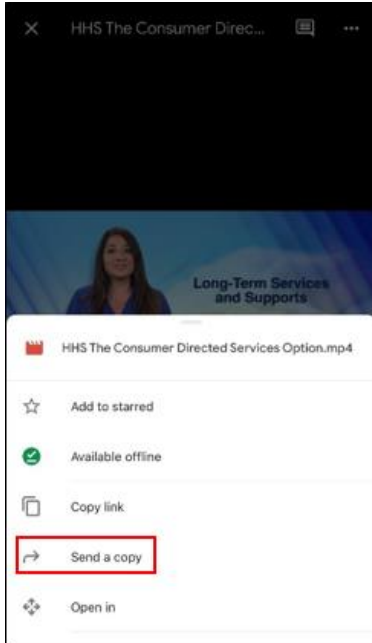 HHS The Consumer Direc...
Long-Term Services
and Supports
HHS The Consumer Directed Services Option.mp4
Add to starred
Available offline
Copy link
Send a copy
Open in